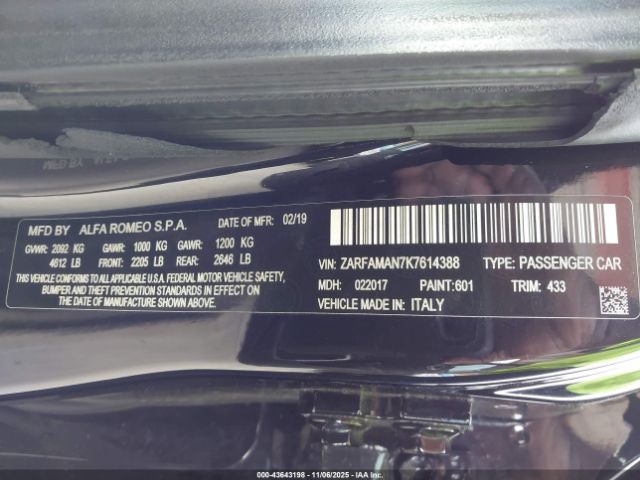 MFD BY ALFA ROMEO S.P.A. DATE OF MFR 02/19
GVWR: 2092 KG GAWR: 1000 KG GAWR: 1200 KG
4612 LB FRONT: 2205 LB REAR: 2646 LB
THIS VEHICLE CONFORMS TO ALL APPLICABLE U.S.A. FEDERAL MOTOR VEHICLE SAFETY,
BUMPER AND THEFT PREVENTION STANDARDS IN EFFECT ON
THE DATE OF MANUFACTURE SHOWN ABOVE.
VIN: ZARFAMAN7K7614388 TYPE: PASSENGER CAR
MDH: 022017 PAINT:601 TRIM: 433
VEHICLE MADE IN: ITALY
000-43643198 - 11/06/2025 - IAA Inc.